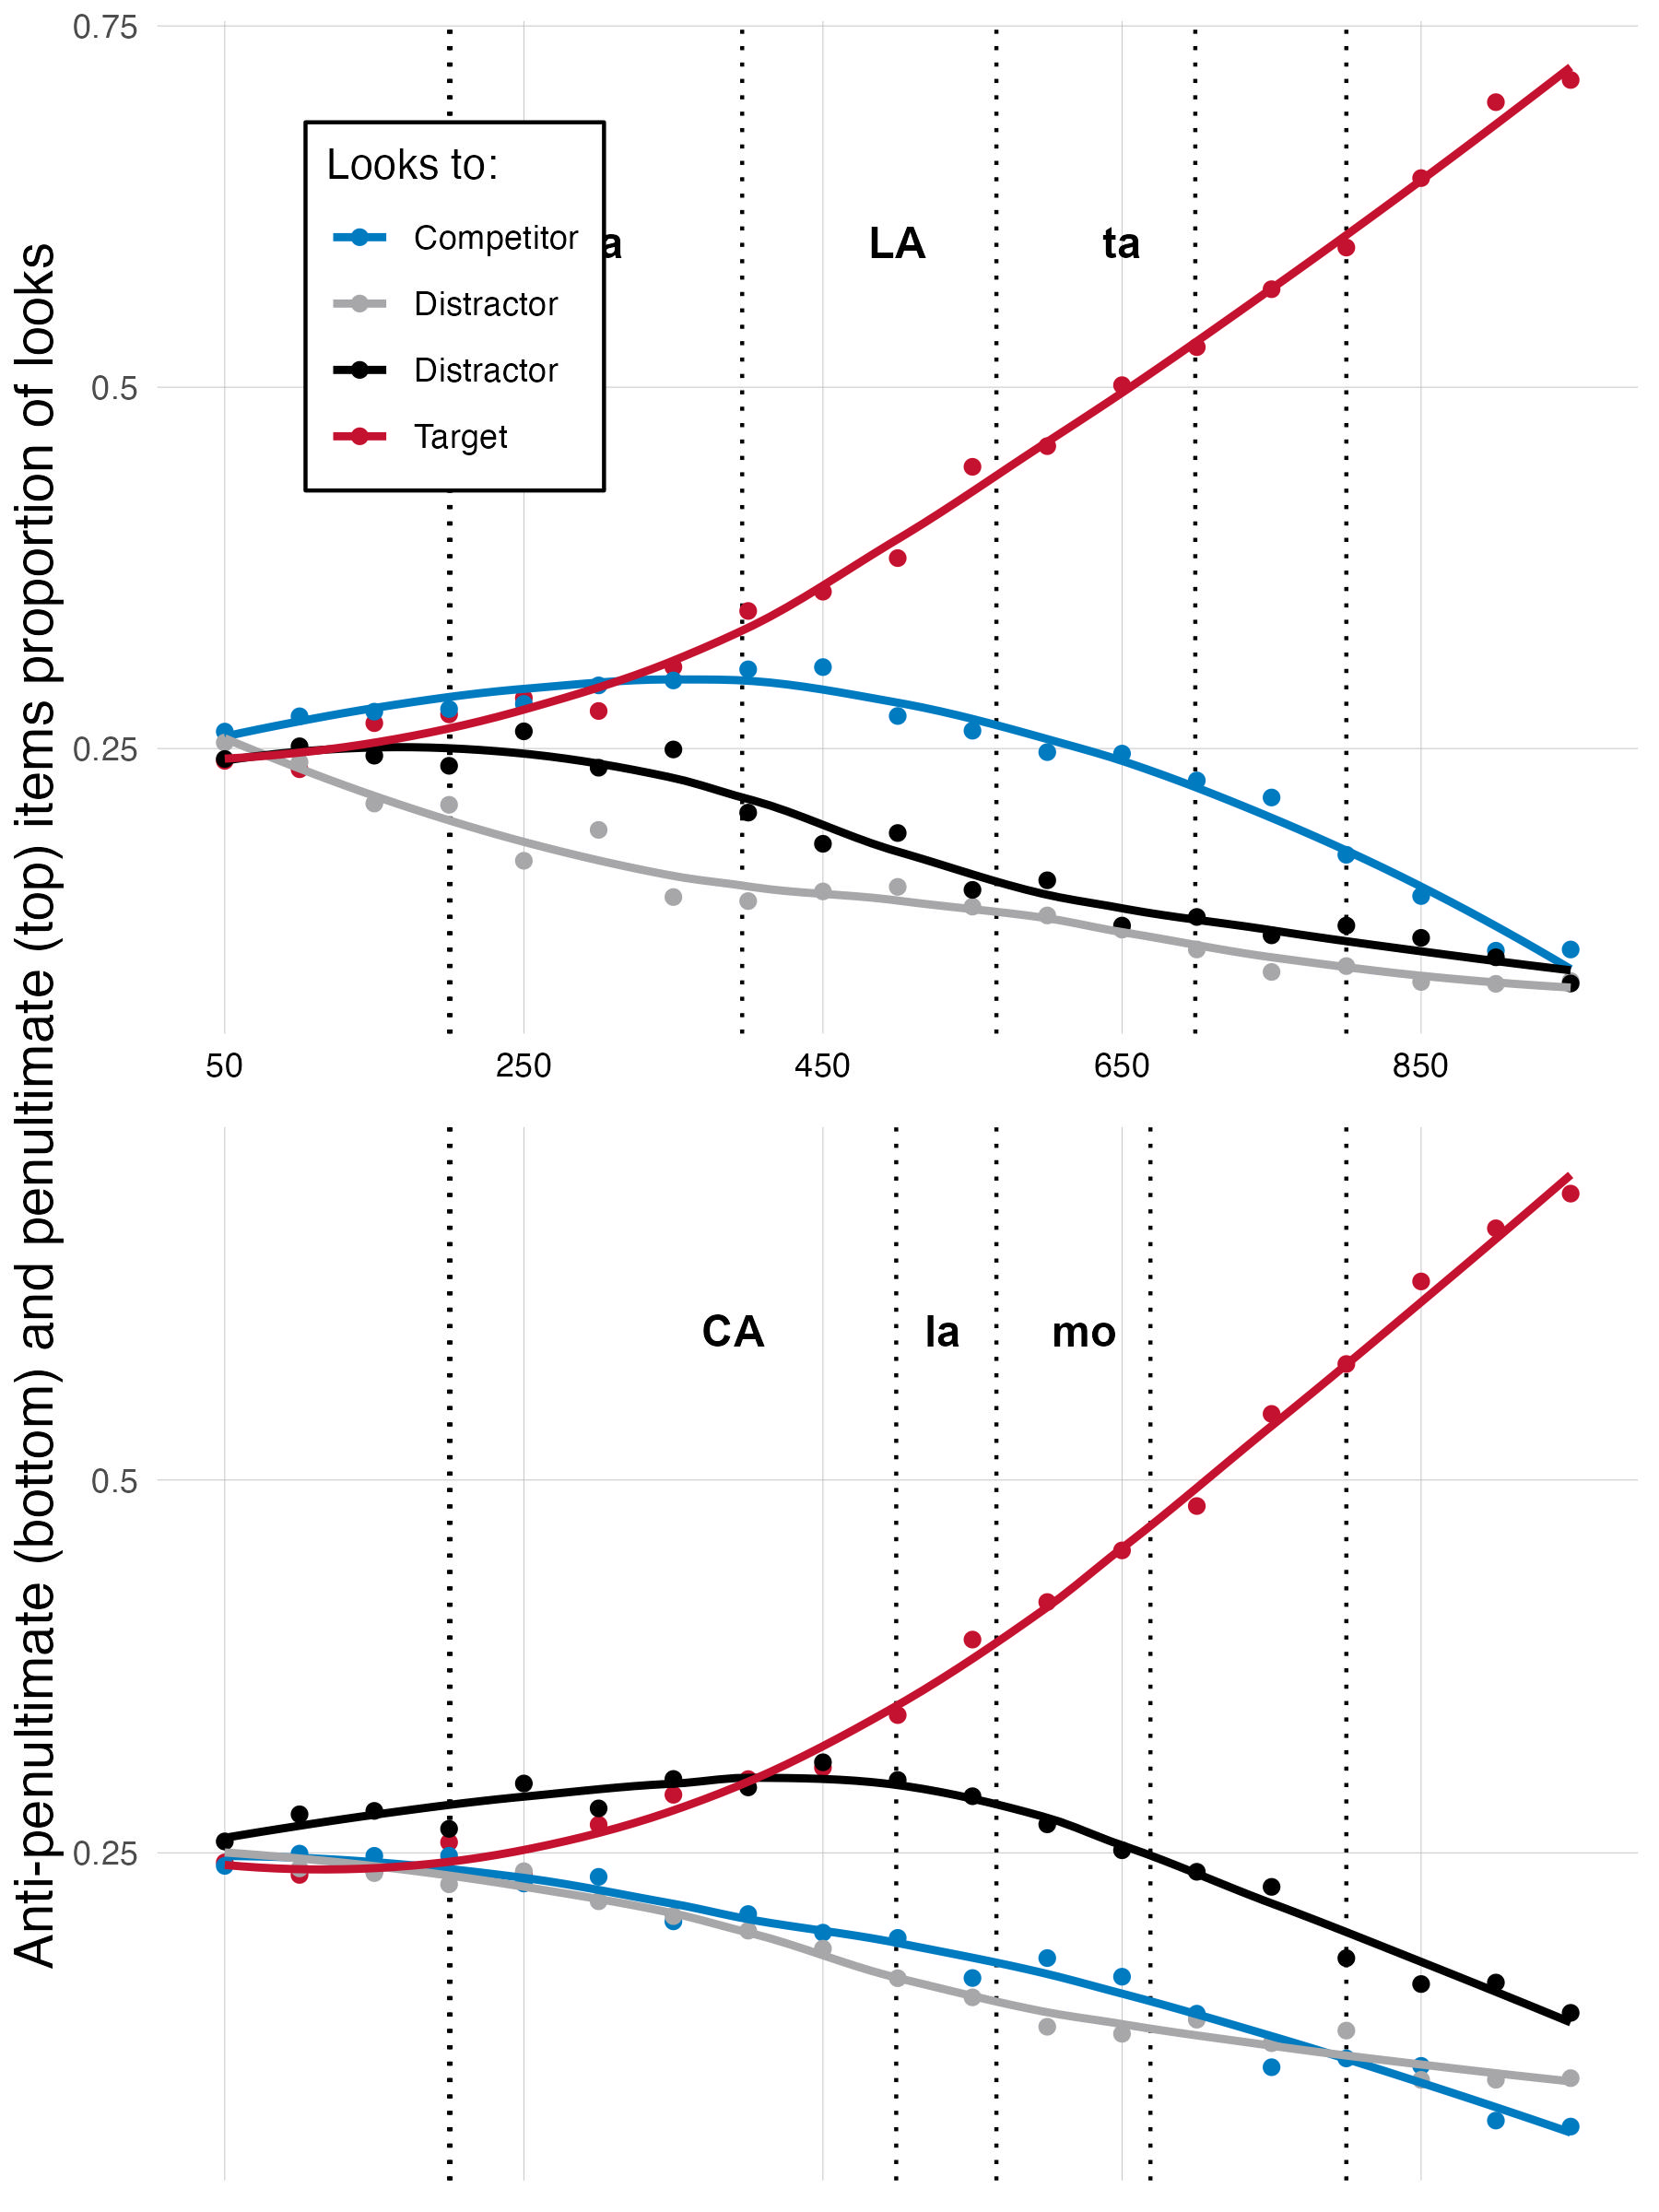 Anti-penultimate (bottom) and penultimate (top) items proportion of looks
0.75
0.5
0.25
Looks to:
Competitor
Distractor
Distractor
Target
a
LA
ta
50
250
450
650
850
0.5
0.25
CA
la
mo